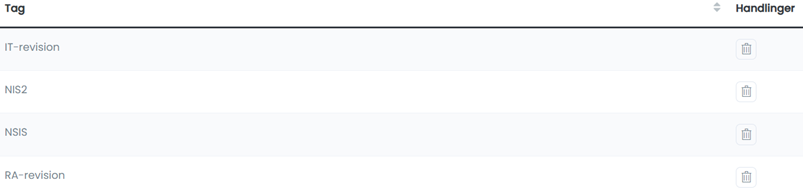 Tag Handlinger
IT-revision
NIS2
NSIS
RA-revision